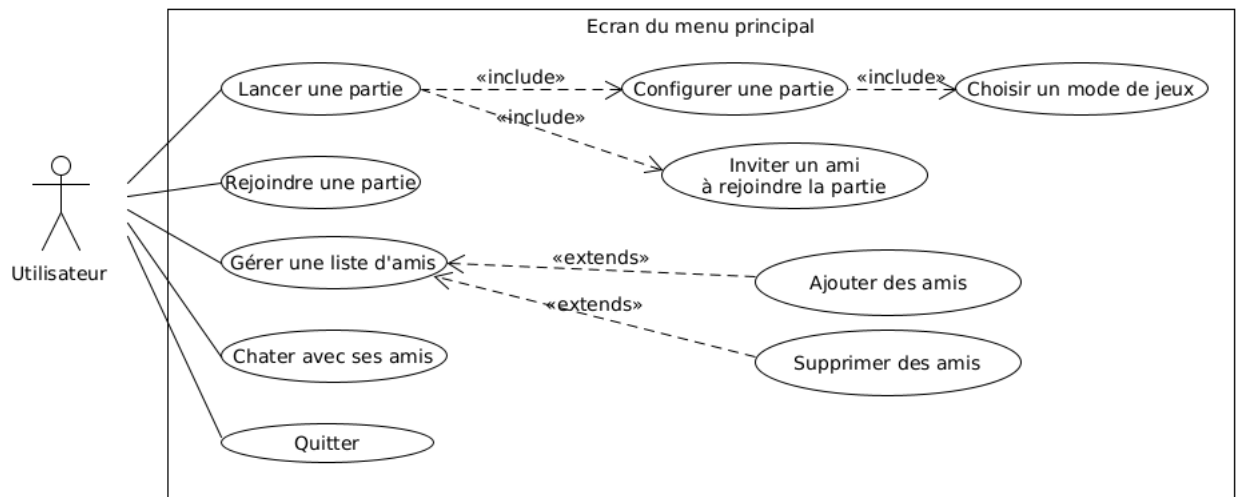 Ecran du menu principal
Lancer une partie
«include»
Configurer une partie
«include»
Choisir un mode de jeux
«include»
Inviter un ami
à rejoindre la partie
Rejoindre une partie
Utilisateur
Gérer une liste d'amis
«extends»
Ajouter des amis
«extends»
Supprimer des amis
Chater avec ses amis
Quitter